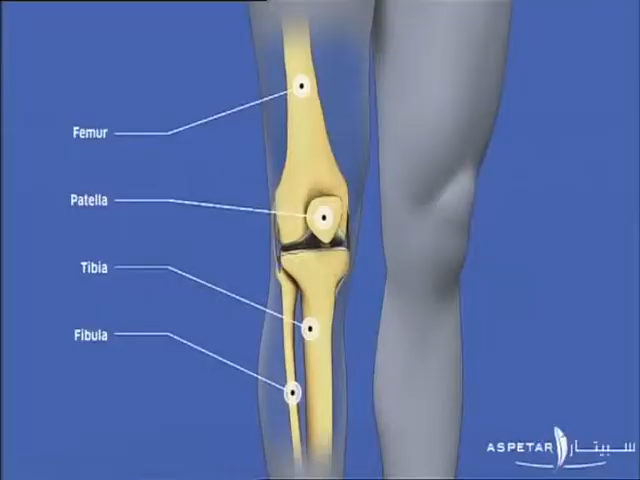 Femur
Patella
Tibia
Fibula
ASPETAR سبيتار